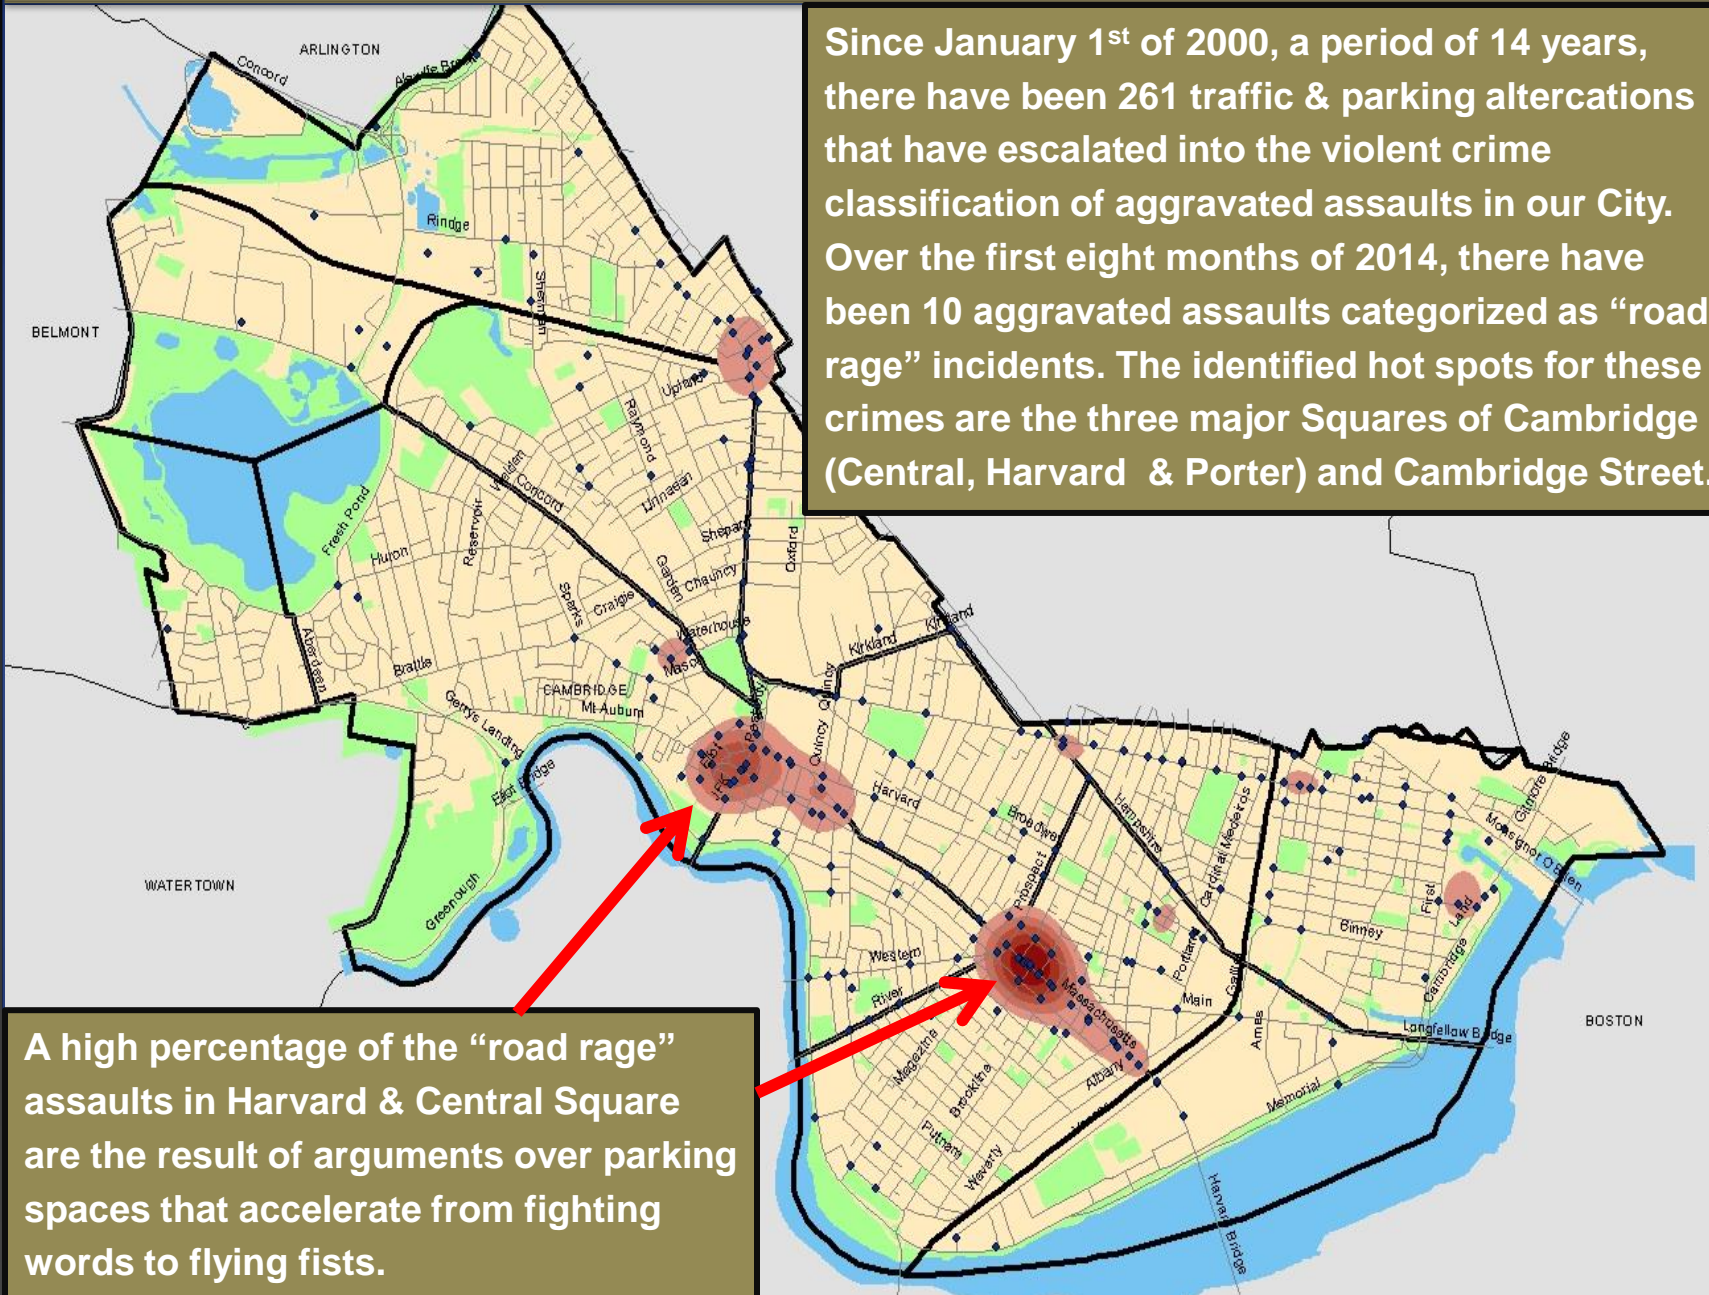 Since January 1st of 2000, a period of 14 years,
there have been 261 traffic & parking altercations
that have escalated into the violent crime
classification of aggravated assaults in our City.
Over the first eight months of 2014, there have
been 10 aggravated assaults categorized as “road
rage” incidents. The identified hot spots for these
crimes are the three major Squares of Cambridge
(Central, Harvard & Porter) and Cambridge Street.
ARLINGTON
Concord
Rindge
Sherman
BELMONT
Upland
Raymond
Walden
Concord
Linnaean
Fresh Pond
Reservoir
Shepard
Oxford
Huron
Garden
Chauncy
Sparks
Craigie
Waterhouse
Kirkland
Kirkland
Mason
Aberdeen
Brattle
CAMBRIDGE
Mt Auburn
Peabody
Quincy
Quincy
Gerrys Landing
Eliot
JFK
Eliot Bridge
Harvard
Broadway
Hampshire
Cardinal Medeiros
Gilmore Bridge
Monsignor O'Brien
WATERTOWN
Greenough
Prospect
First
Land
Binney
Western
Portland
Cambridge
River
Massachusetts
Main
Galileo
Ames
Longfellow Bridge
BOSTON
Magazine
Brookline
Albany
Memorial
Putnam
Waverly
Harvard Bridge
A high percentage of the “road rage”
assaults in Harvard & Central Square
are the result of arguments over parking
spaces that accelerate from fighting
words to flying fists.